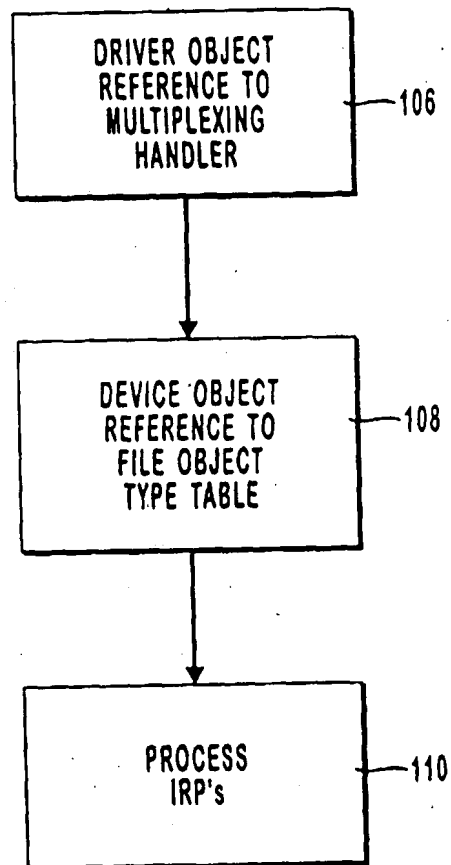 DRIVER OBJECT
REFERENCE TO
MULTIPLEXING
HANDLER
106
DEVICE OBJECT
REFERENCE TO
FILE OBJECT
TYPE TABLE
108
PROCESS
IRP's
110